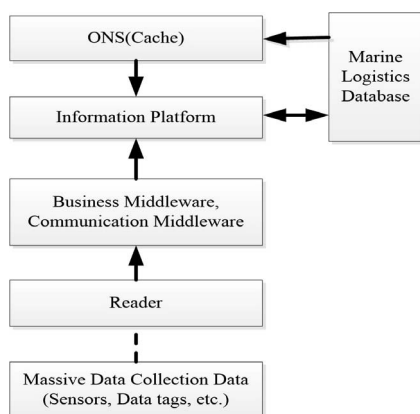 ONS(Cache)
Marine
Logistics
Database
Information Platform
Business Middleware,
Communication Middleware
Reader
Massive Data Collection Data
(Sensors, Data tags, etc.)